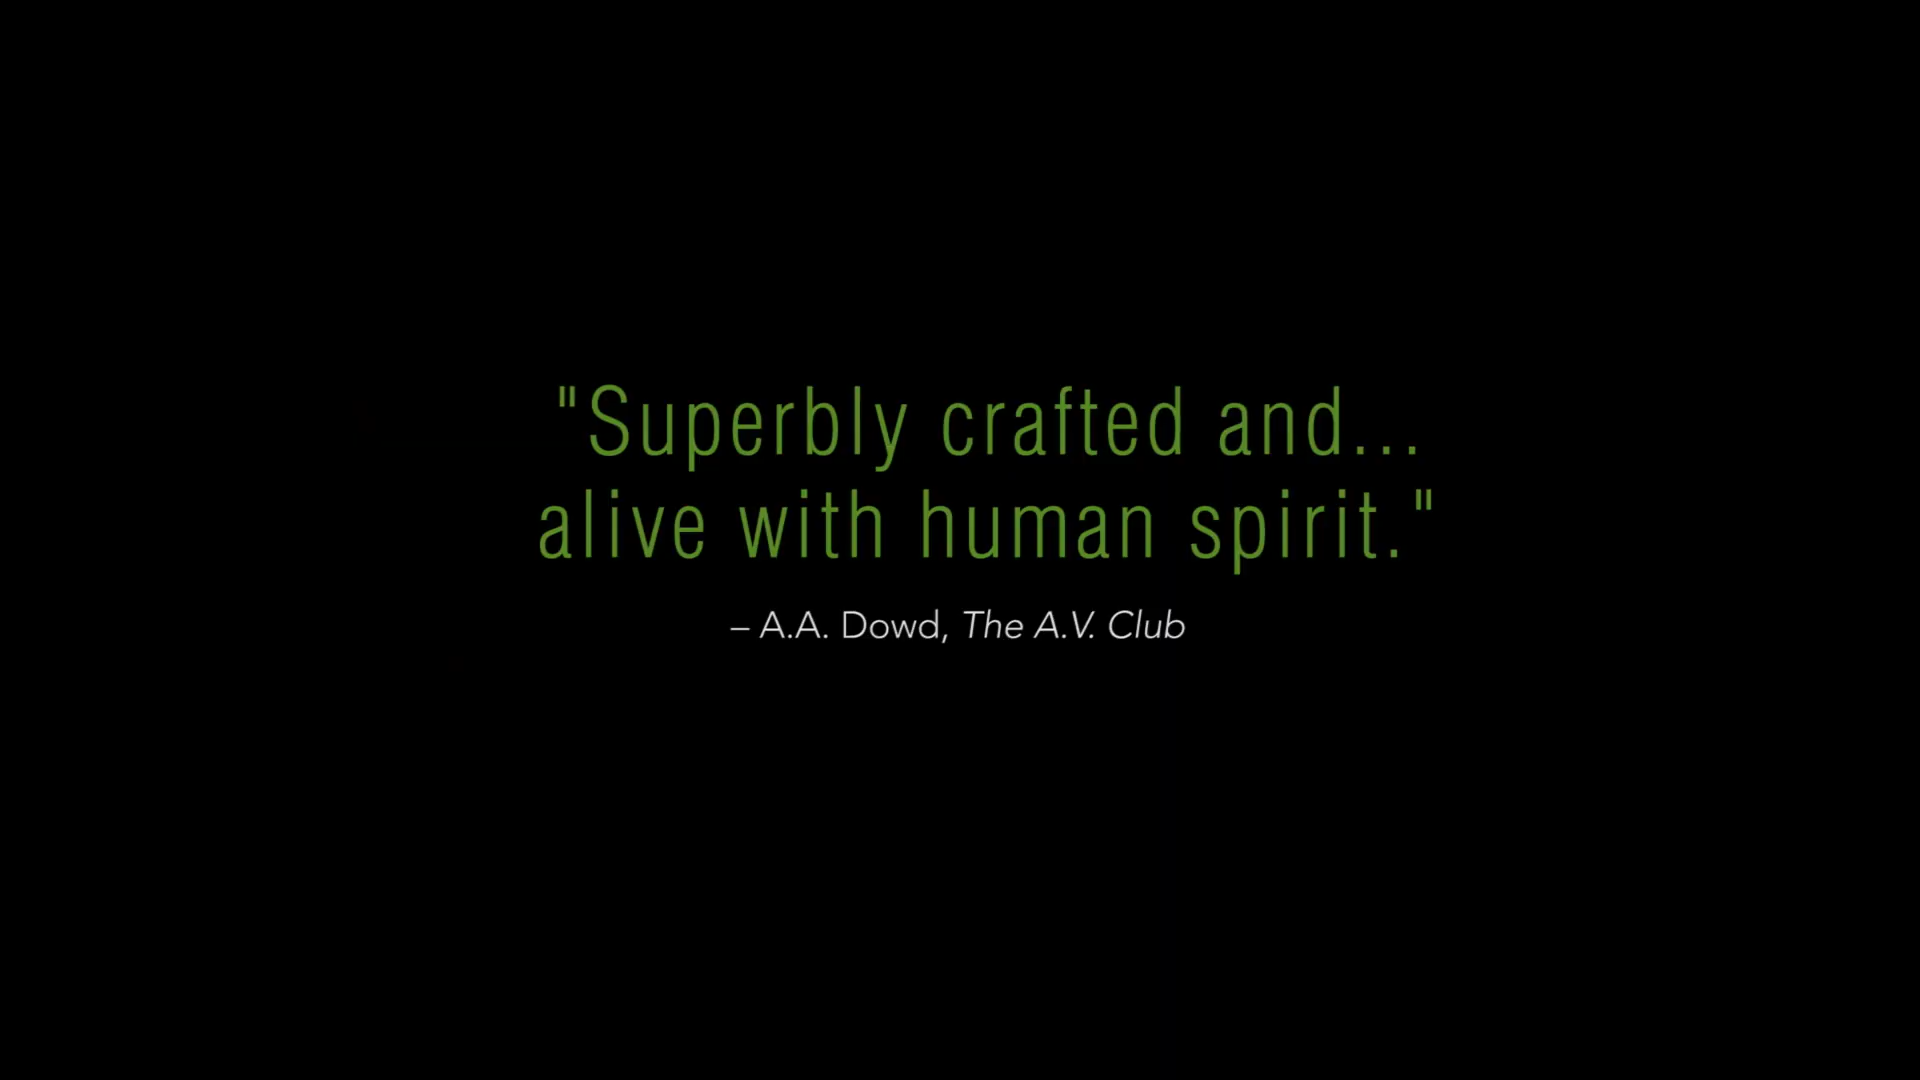 "Superbly crafted and...
alive with human spirit."
– A.A. Dowd, The A.V. Club